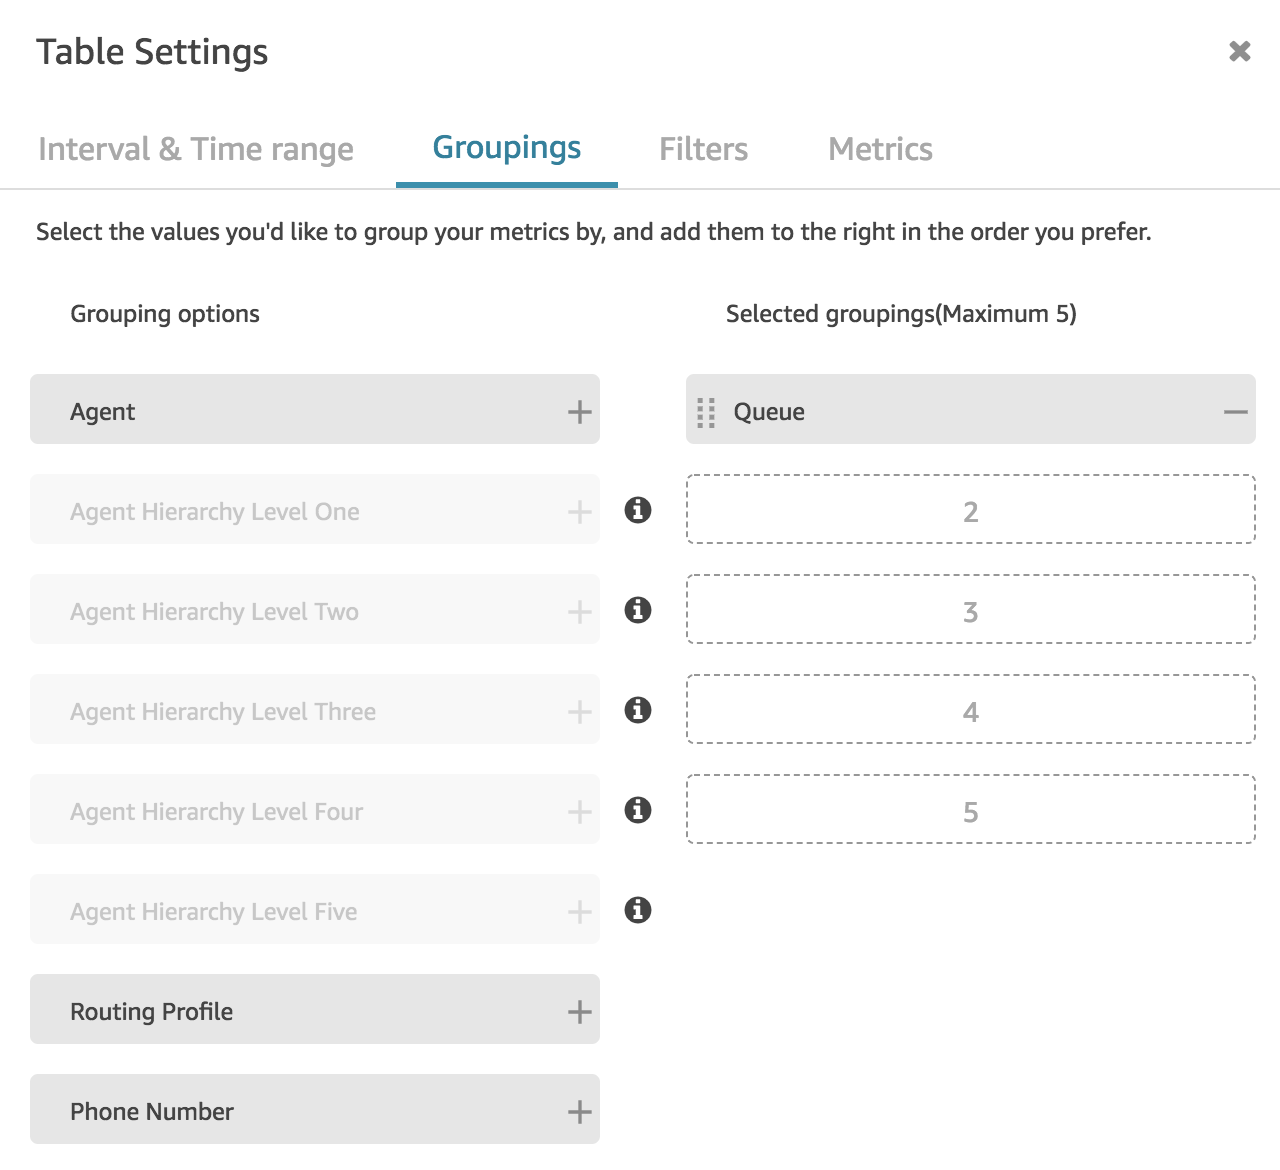 Table Settings
Interval & Time range
Groupings
Filters
Metrics
Select the values you'd like to group your metrics by, and add them to the right in the order you prefer.
Grouping options
Selected groupings(Maximum 5)
Agent
Queue
Agent Hierarchy Level One
2
Agent Hierarchy Level Two
3
Agent Hierarchy Level Three
4
Agent Hierarchy Level Four
5
Agent Hierarchy Level Five
Routing Profile
Phone Number